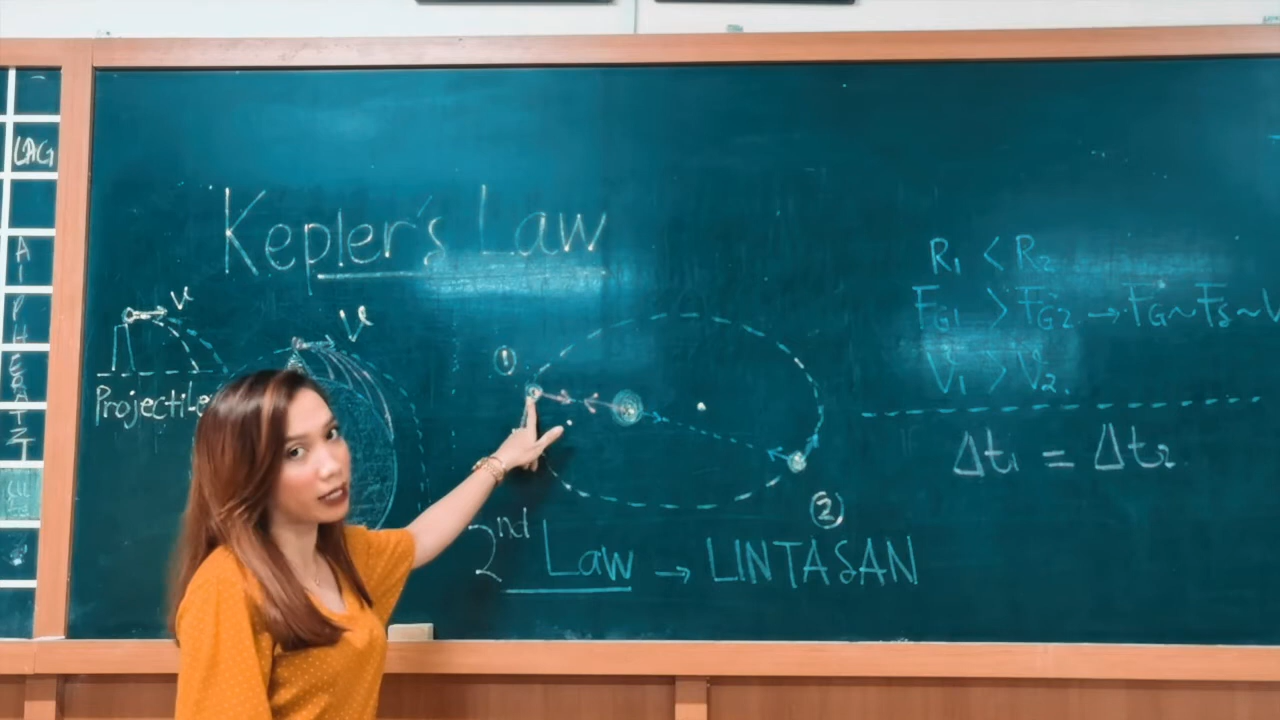 LAG
AIPHERATZT
Kepler's Law
v
v
Projectile
1
2
R1 < R2
FG1 > FG2 → FG ~ FS ~ V
V1 > V2.
Δt1 = Δt2
2nd Law → LINTASAN